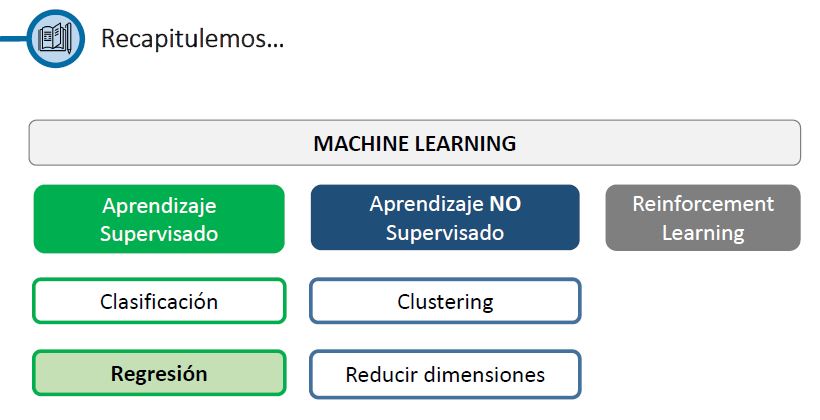 Recapitulemos...
MACHINE LEARNING
Aprendizaje
Supervisado
Aprendizaje NO
Supervisado
Reinforcement
Learning
Clasificación
Clustering
Regresión
Reducir dimensiones